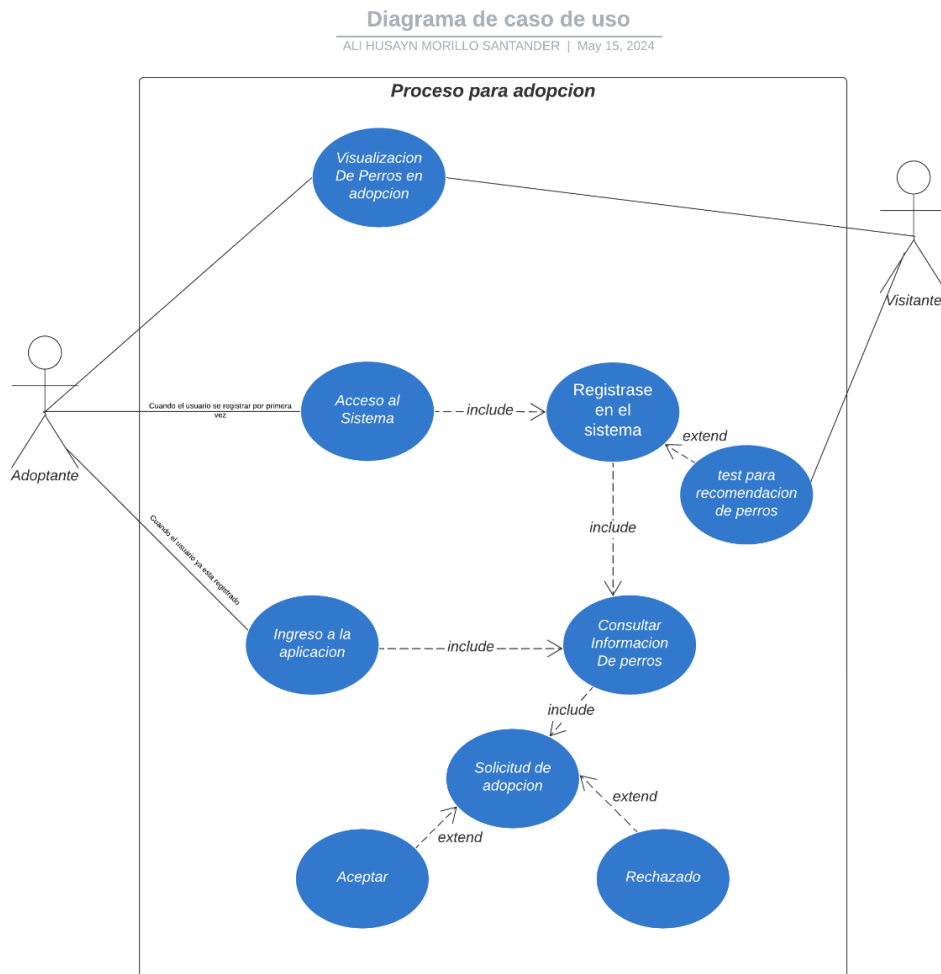 Diagrama de caso de uso
ALI HUSAYN MORILLO SANTANDER | May 15, 2024
Proceso para adopcion
Visualizacion
De Perros en
adopcion
Visitante
Adoptante
Cuando el usuario se registrar por primera
vez
Acceso al
Sistema
include
Registrase
en el
sistema
extend
test para
recomendacion
de perros
include
Cuando el usuario ya esta registrado
Ingreso a la
aplicacion
include
Consultar
Informacion
De perros
include
Solicitud de
adopcion
extend
extend
Aceptar
Rechazado